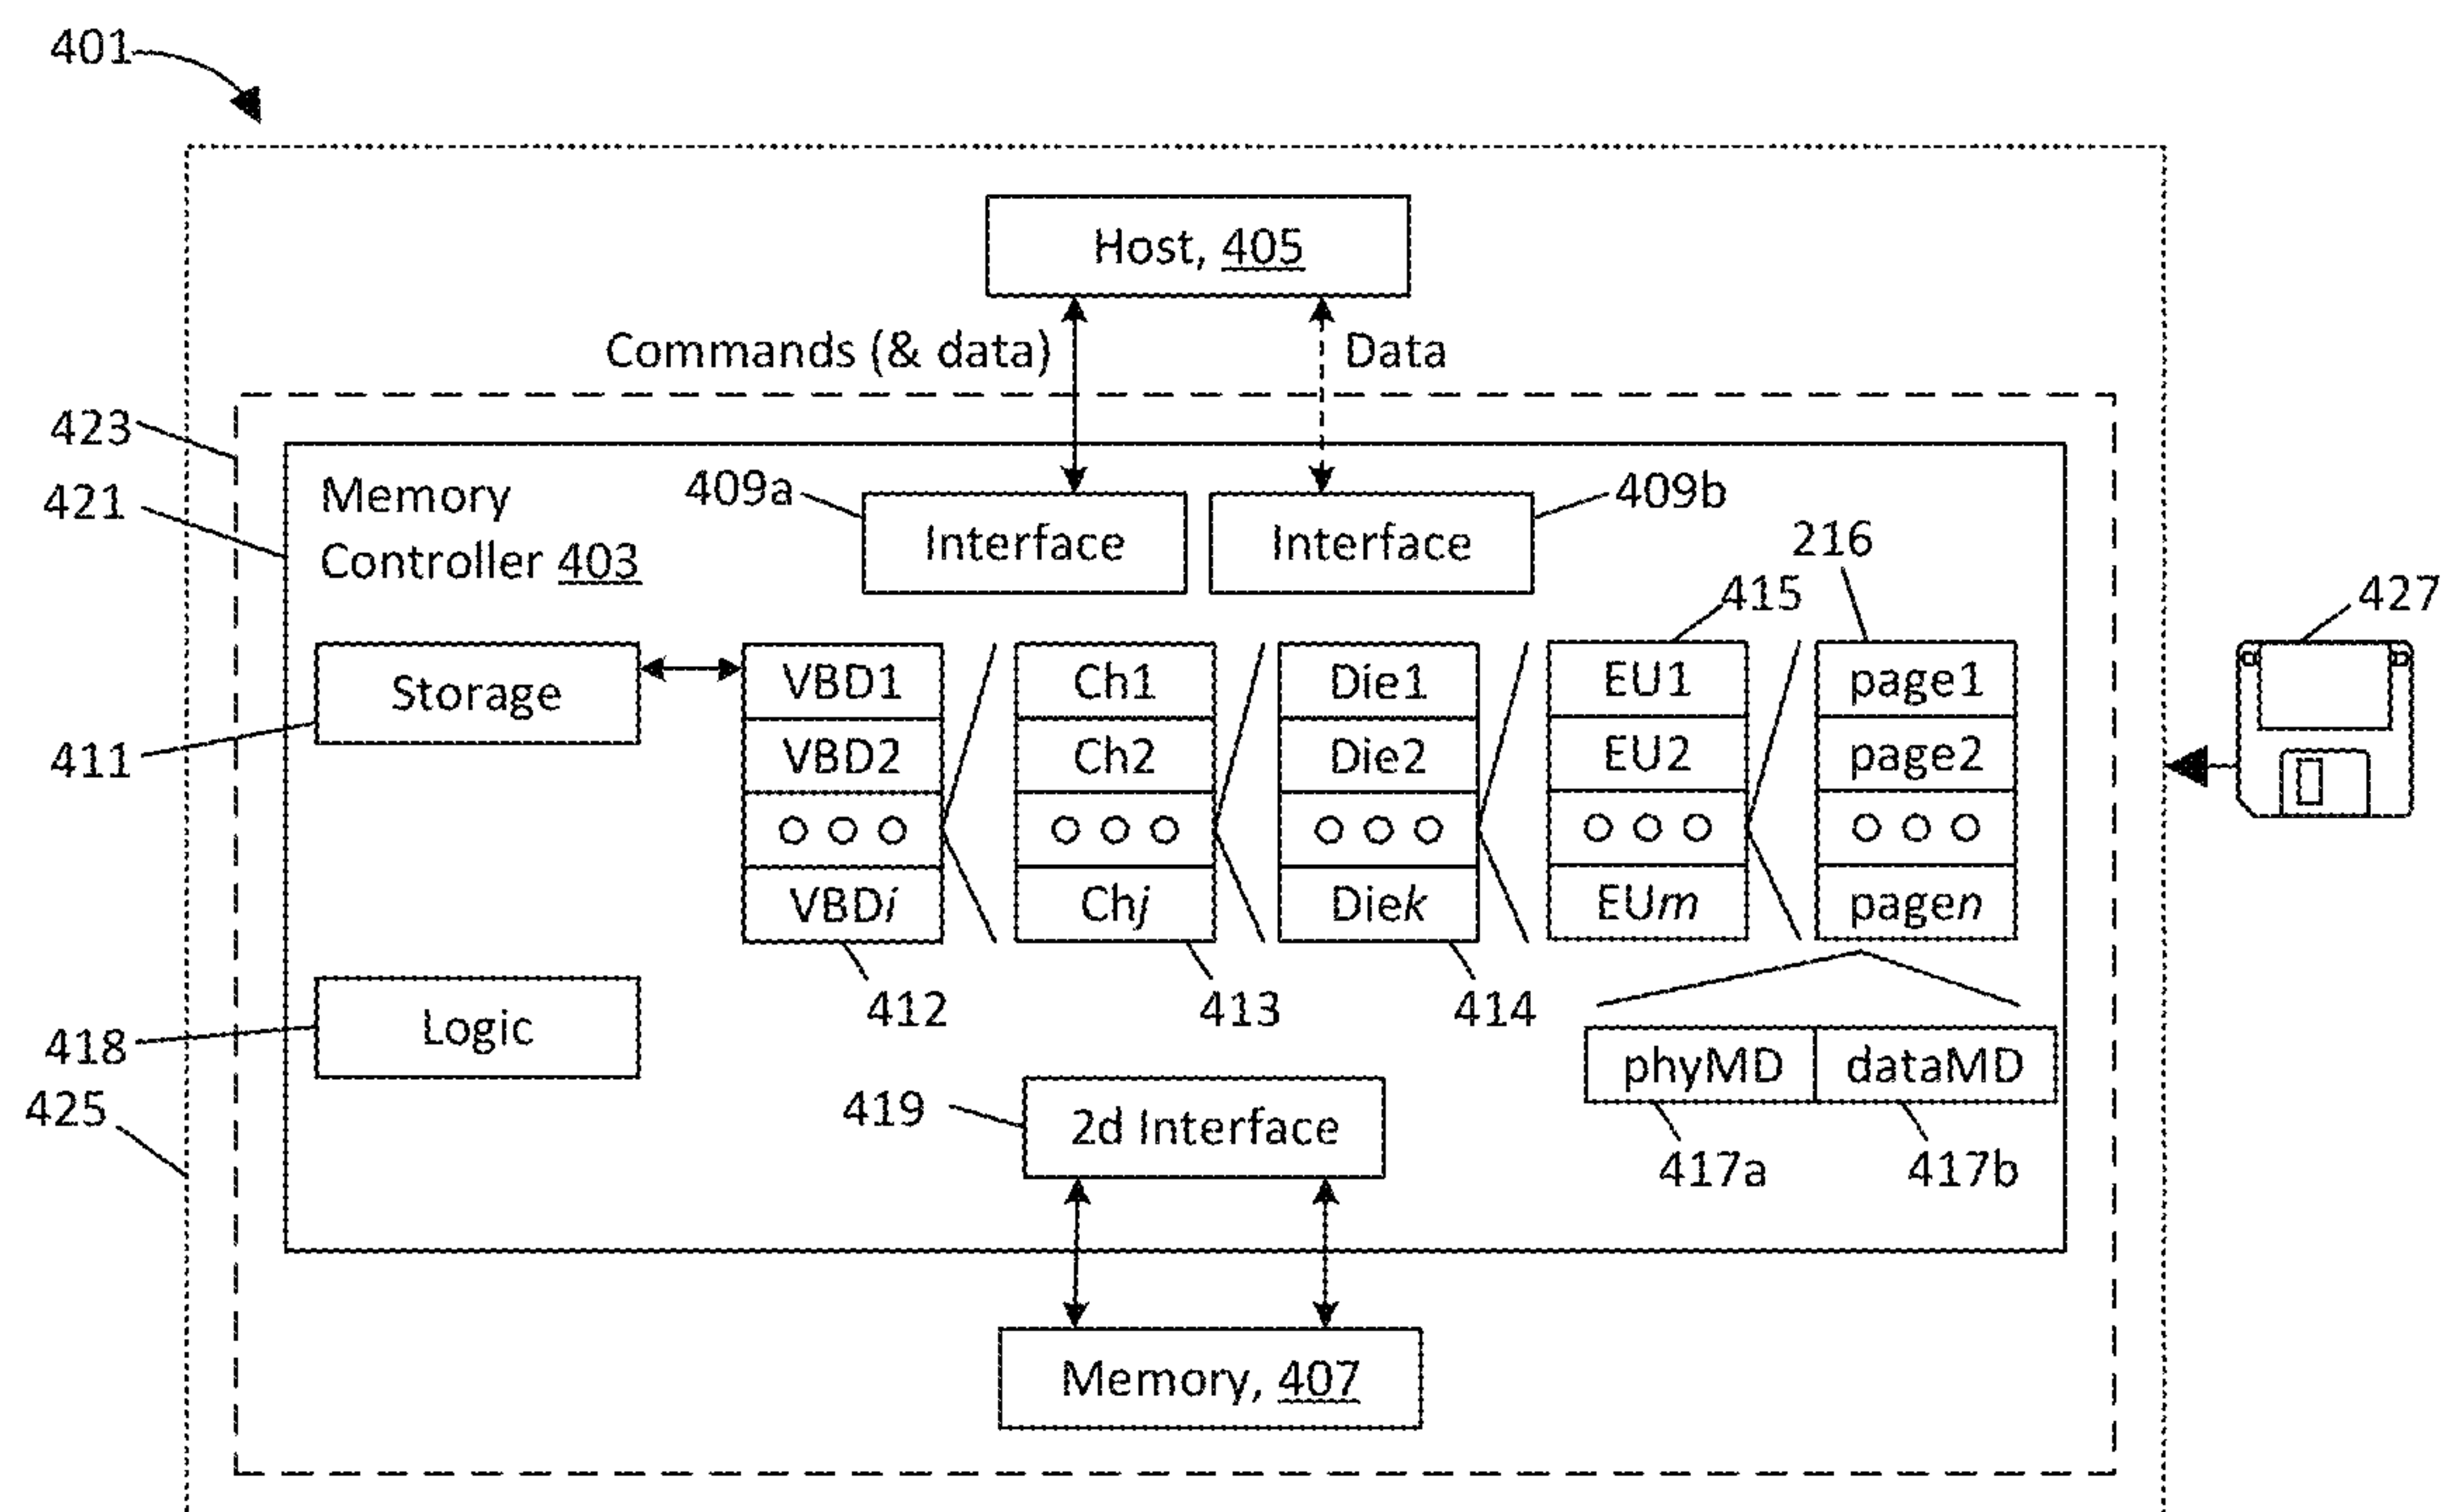 401
Host, 405
Commands (& data)
Data
423
421
Memory
Controller 403
409a
Interface
Interface
409b
216
415
427
Storage
411
VBD1
VBD2
VBDi
412
Ch1
Ch2
Chj
413
Die1
Die2
Diek
414
EU1
EU2
EUm
page1
page2
pagen
Logic
418
425
phyMD
dataMD
417a
417b
419
2d Interface
Memory, 407